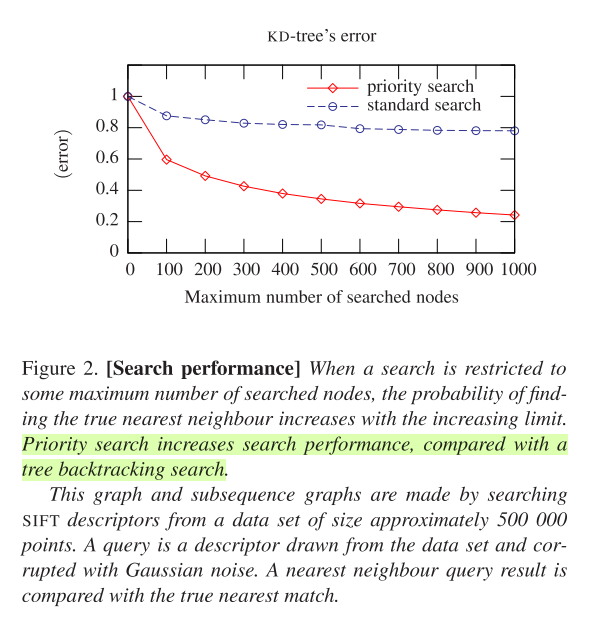 KD-tree's error
priority search
standard search
1
0.8
0.6
0.4
0.2
0
(error)
0 100 200 300 400 500 600 700 800 900 1000
Maximum number of searched nodes
Figure 2. [Search performance] When a search is restricted to
some maximum number of searched nodes, the probability of find-
ing the true nearest neighbour increases with the increasing limit.
Priority search increases search performance, compared with a
tree backtracking search.
This graph and subsequence graphs are made by searching
SIFT descriptors from a data set of size approximately 500 000
points. A query is a descriptor drawn from the data set and cor-
rupted with Gaussian noise. A nearest neighbour query result is
compared with the true nearest match.